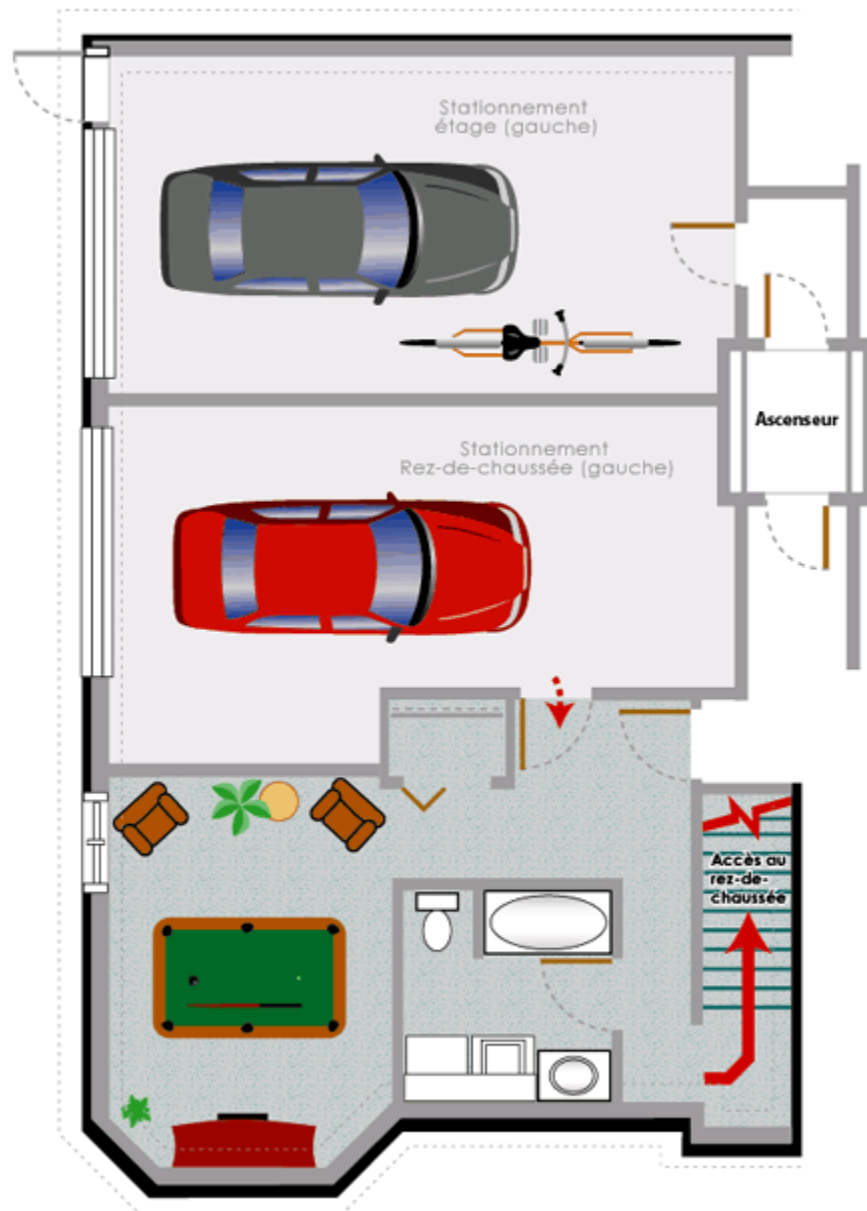 Stationnement
étage (gauche)
Ascenseur
Stationnement
Rez-de-chaussée (gauche)
Accès au
rez-de-
chaussée